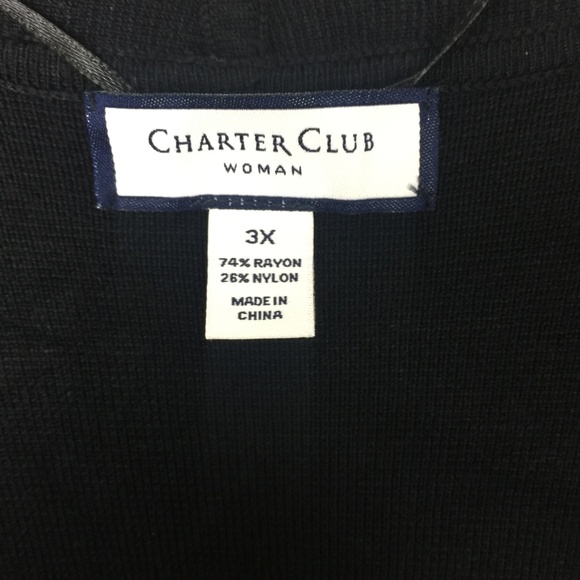 CHARTER CLUB
WOMAN
3X
74% RAYON
26% NYLON
MADE IN
CHINA